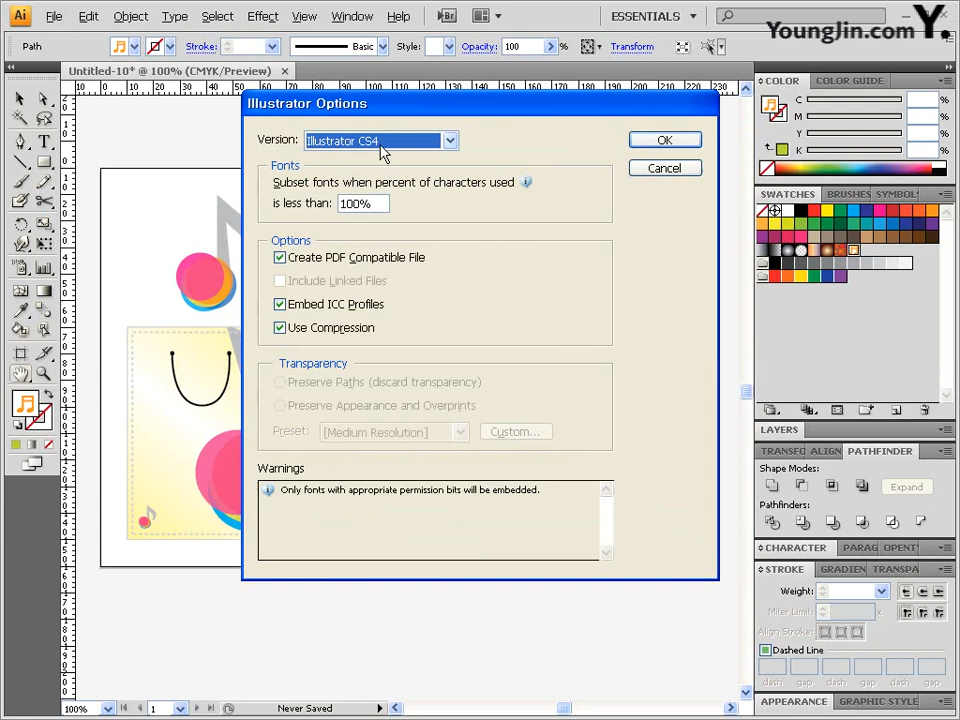 Ai File Edit Object Type Select Effect View Window Help Br ESSENTIALS
Younglin.com
Path Stroke: Basic Style: Opacity: 100 % Transform
Untitled-10* @ 100% (CMYK/Preview)
Illustrator Options
Version: Illustrator CS4
OK
Cancel
Fonts
Subset fonts when percent of characters used
is less than: 100%
Options
Create PDF Compatible File
Include Linked Files
Embed ICC Profiles
Use Compression
Transparency
Preserve Paths (discard transparency)
Preserve Appearance and Overprints
Preset: [Medium Resolution] Custom...
Warnings
Only fonts with appropriate permission bits will be embedded.
COLOR COLOR GUIDE
C %
M %
Y %
K %
SWATCHES BRUSHES SYMBOL
LAYERS
TRANSFO ALIGN PATHFINDER
Shape Modes:
Expand
Pathfinders:
CHARACTER PARAG OPENT
STROKE GRADIEN TRANSPA
Weight:
Miter Limit: x
Align Stroke:
Dashed Line
dash gap dash gap dash gap
APPEARANCE GRAPHIC STYLE
100% 1 Never Saved